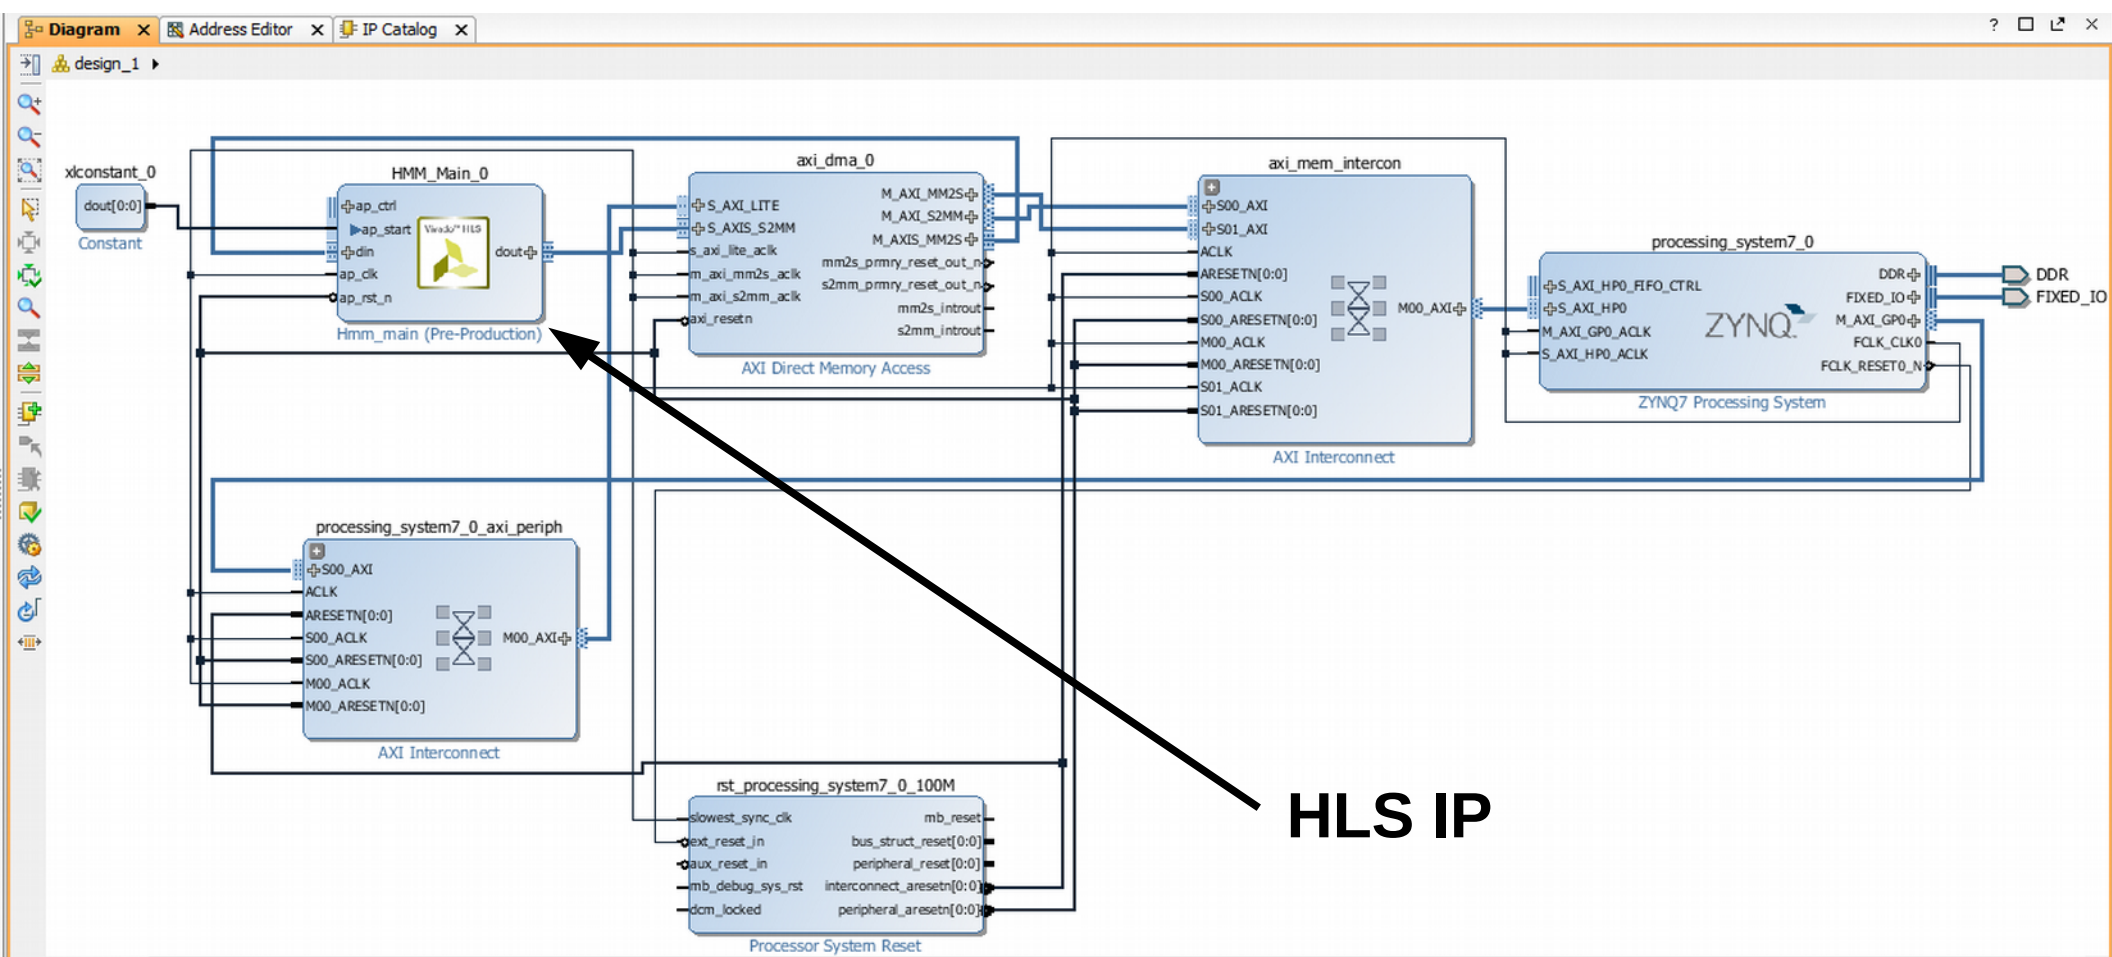 Diagram
Address Editor
IP Catalog
design_1
xlconstant_0
dout[0:0]
Constant
HMM_Main_0
ap_ctrl
ap_start
din
ap_clk
ap_rst_n
Vivado™ HLS
dout
Hmm_main (Pre-Production)
axi_dma_0
S_AXI_LITE
S_AXIS_S2MM
s_axi_lite_aclk
m_axi_mm2s_aclk
m_axi_s2mm_aclk
axi_resetn
M_AXI_MM2S
M_AXI_S2MM
M_AXIS_MM2S
mm2s_prmry_reset_out_n
s2mm_prmry_reset_out_n
mm2s_introut
s2mm_introut
AXI Direct Memory Access
axi_mem_intercon
S00_AXI
S01_AXI
ACLK
ARESETN[0:0]
S00_ACLK
S00_ARESETN[0:0]
M00_ACLK
M00_ARESETN[0:0]
S01_ACLK
S01_ARESETN[0:0]
M00_AXI
AXI Interconnect
processing_system7_0
S_AXI_HP0_FIFO_CTRL
S_AXI_HP0
M_AXI_GP0_ACLK
S_AXI_HP0_ACLK
ZYNQ
DDR
FIXED_IO
M_AXI_GP0
FCLK_CLK0
FCLK_RESET0_N
ZYNQ7 Processing System
DDR
FIXED_IO
processing_system7_0_axi_periph
S00_AXI
ACLK
ARESETN[0:0]
S00_ACLK
S00_ARESETN[0:0]
M00_ACLK
M00_ARESETN[0:0]
M00_AXI
AXI Interconnect
rst_processing_system7_0_100M
slowest_sync_clk
ext_reset_in
aux_reset_in
mb_debug_sys_rst
dcm_locked
mb_reset
bus_struct_reset[0:0]
peripheral_reset[0:0]
interconnect_aresetn[0:0]
peripheral_aresetn[0:0]
Processor System Reset
HLS IP